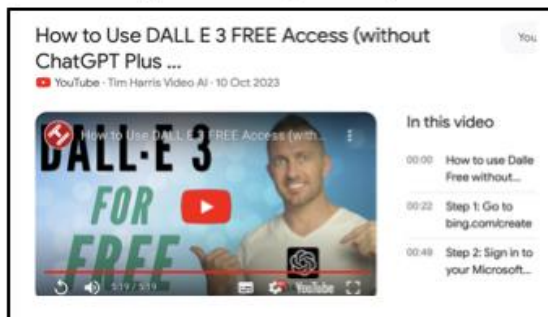 How to Use DALL E 3 FREE Access (without
ChatGPT Plus ...
YouTube · Tim Harris Video AI · 10 Oct 2023
You
How to Use DALL E 3 FREE Access (with...
DALL·E 3
FOR
FREE
5:19 / 5:19
YouTube
In this video
00:00 How to use Dalle
Free without...
00:22 Step 1: Go to
bing.com/create
00:49 Step 2: Sign in to
your Microsoft...